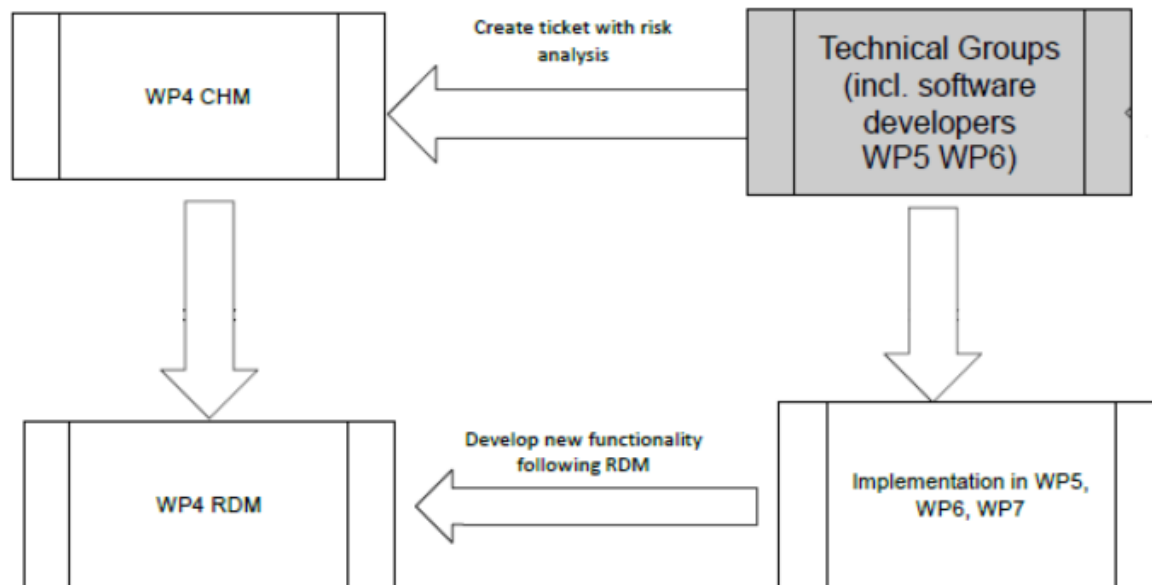 Create ticket with risk
analysis
WP4 CHM
Technical Groups
(incl. software
developers
WP5 WP6)
Develop new functionality
following RDM
WP4 RDM
Implementation in WP5,
WP6, WP7